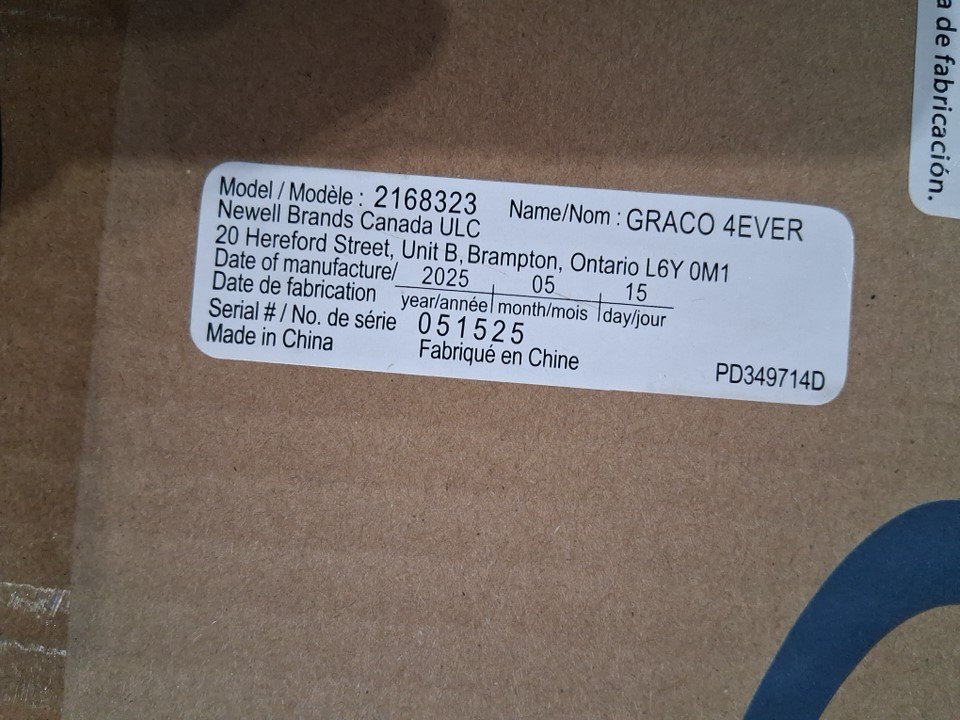 Model / Modèle : 2168323 Name/Nom : GRACO 4EVER
Newell Brands Canada ULC
20 Hereford Street, Unit B, Brampton, Ontario L6Y 0M1
Date of manufacture/ 2025 05 15
Date de fabrication year/année month/mois day/jour
Serial # / No. de série 051525
Made in China Fabriqué en Chine PD349714D
a de fabricación.